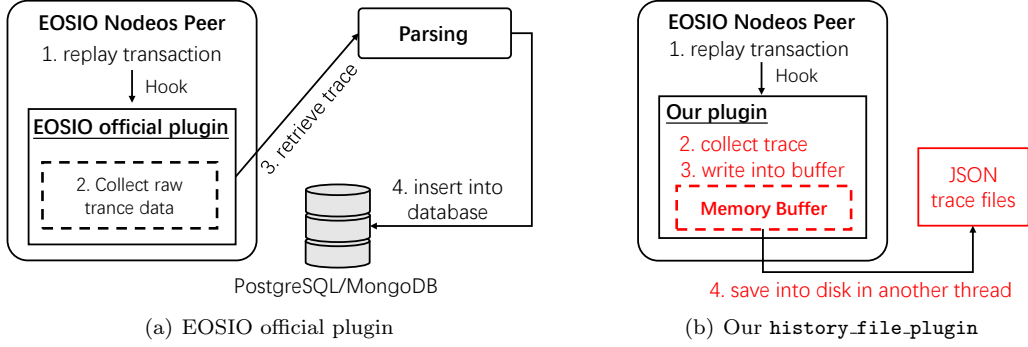 EOSIO Nodeos Peer
1. replay transaction
Hook
EOSIO official plugin
2. Collect raw
trance data
3. retrieve trace
Parsing
4. insert into
database
PostgreSQL/MongoDB
(a) EOSIO official plugin
EOSIO Nodeos Peer
1. replay transaction
Hook
Our plugin
2. collect trace
3. write into buffer
Memory Buffer
JSON
trace files
4. save into disk in another thread
(b) Our history_file_plugin